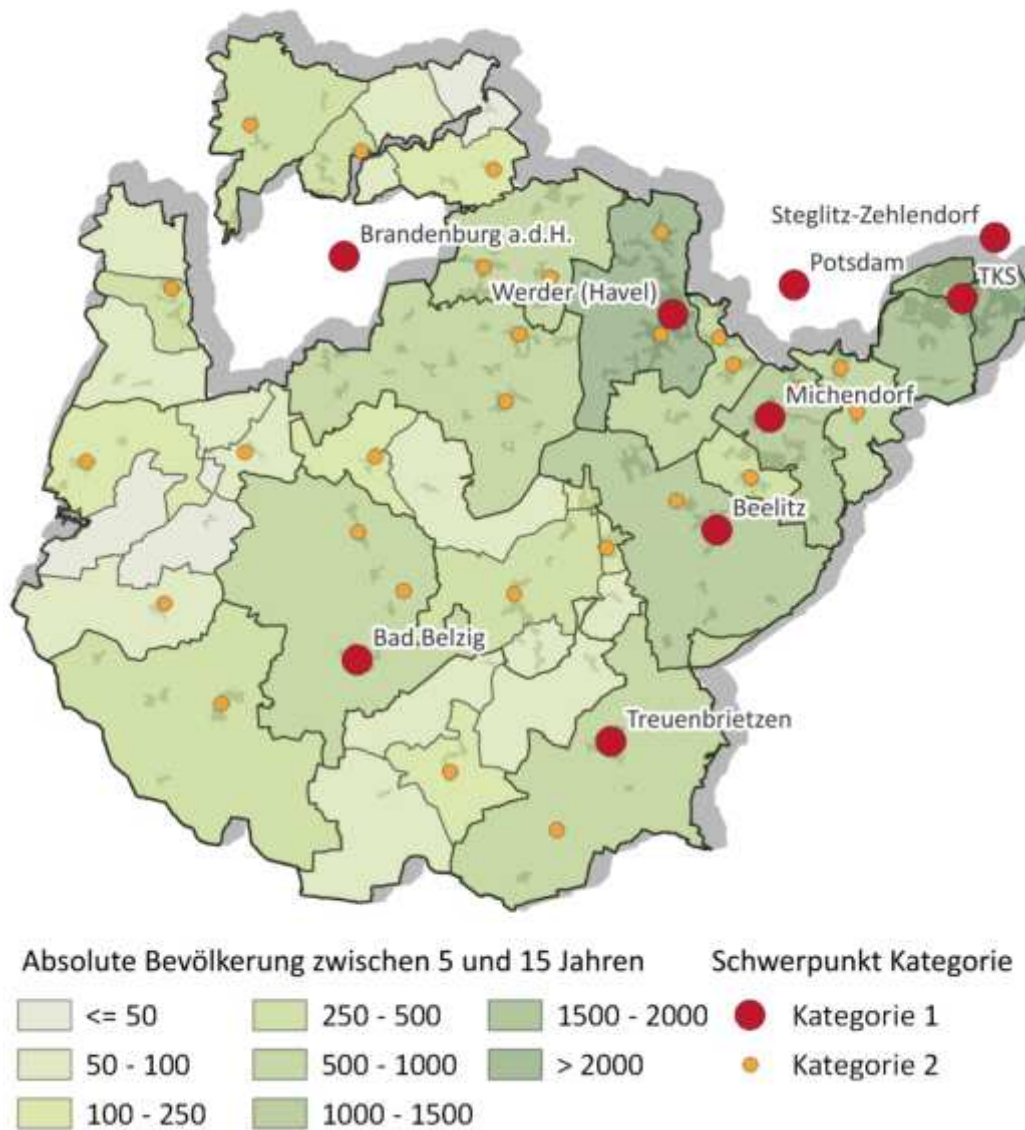 Steglitz-Zehlendorf
Brandenburg a.d.H.
Potsdam
TKS
Werder (Havel)
Michendorf
Beelitz
Bad Belzig
Treuenbrietzen
Absolute Bevölkerung zwischen 5 und 15 Jahren
<= 50
50 - 100
100 - 250
250 - 500
500 - 1000
1000 - 1500
1500 - 2000
> 2000
Schwerpunkt Kategorie
Kategorie 1
Kategorie 2